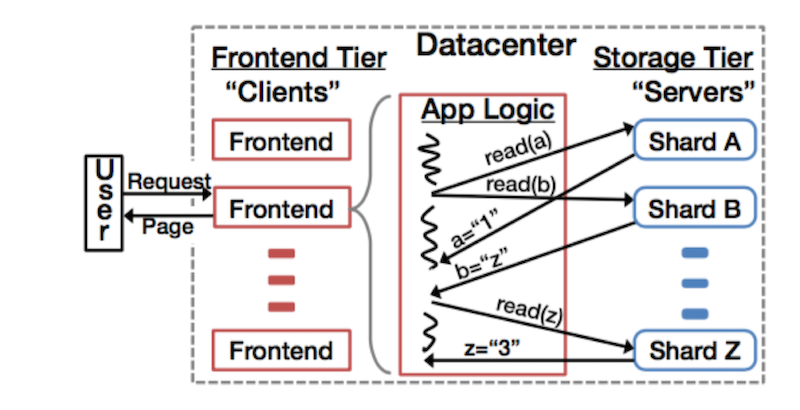 Datacenter
Frontend Tier
"Clients"
Storage Tier
"Servers"
App Logic
Frontend
read(a)
Shard A
User
Request
Page
Frontend
read(b)
Shard B
a="1"
b="z"
read(z)
Frontend
z="3"
Shard Z